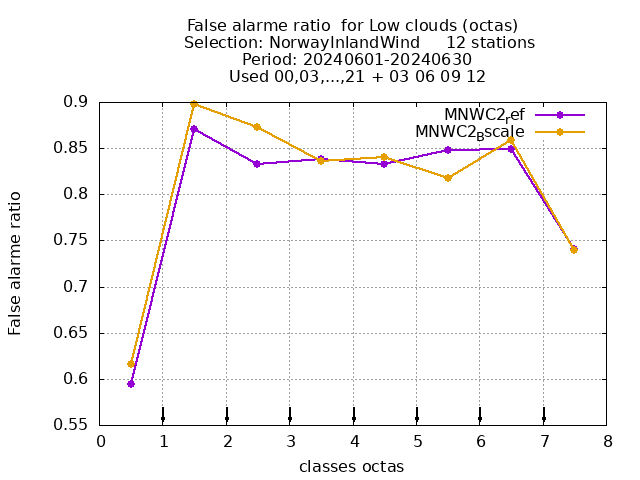 False alarme ratio  for Low clouds (octas)
Selection: NorwayInlandWind     12 stations
Period: 20240601-20240630
Used 00,03,...,21 + 03 06 09 12
MNWC2ref
MNWC2Bscale
False alarme ratio
0.9
0.85
0.8
0.75
0.7
0.65
0.6
0.55
0 1 2 3 4 5 6 7 8
classes octas